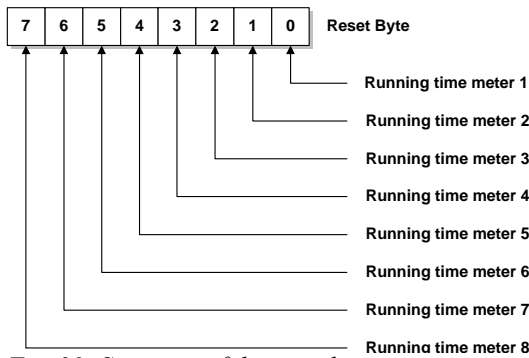 7 6 5 4 3 2 1 0 Reset Byte
Running time meter 1
Running time meter 2
Running time meter 3
Running time meter 4
Running time meter 5
Running time meter 6
Running time meter 7
Running time meter 8